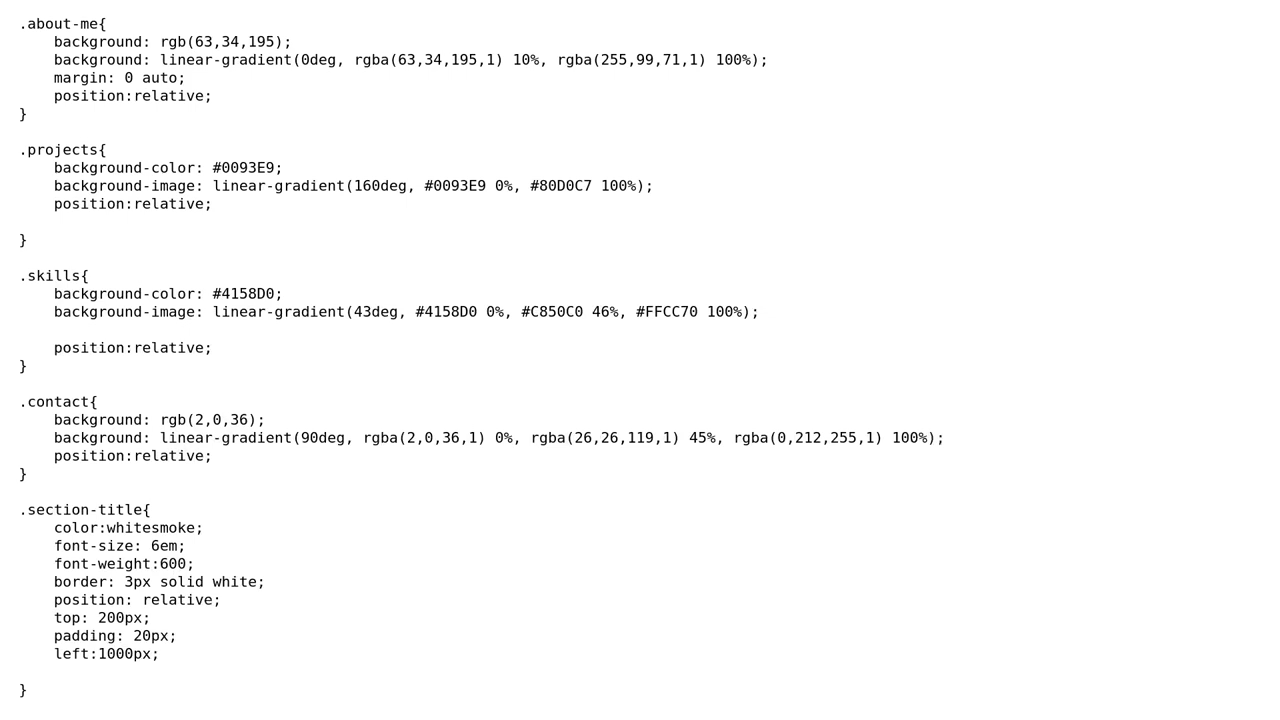 .about-me{
    background: rgb(63,34,195);
    background: linear-gradient(0deg, rgba(63,34,195,1) 10%, rgba(255,99,71,1) 100%);
    margin: 0 auto;
    position:relative;
}

.projects{
    background-color: #0093E9;
    background-image: linear-gradient(160deg, #0093E9 0%, #80D0C7 100%);
    position:relative;

}

.skills{
    background-color: #4158D0;
    background-image: linear-gradient(43deg, #4158D0 0%, #C850C0 46%, #FFCC70 100%);

    position:relative;
}

.contact{
    background: rgb(2,0,36);
    background: linear-gradient(90deg, rgba(2,0,36,1) 0%, rgba(26,26,119,1) 45%, rgba(0,212,255,1) 100%);
    position:relative;
}

.section-title{
    color:whitesmoke;
    font-size: 6em;
    font-weight:600;
    border: 3px solid white;
    position: relative;
    top: 200px;
    padding: 20px;
    left:1000px;

}